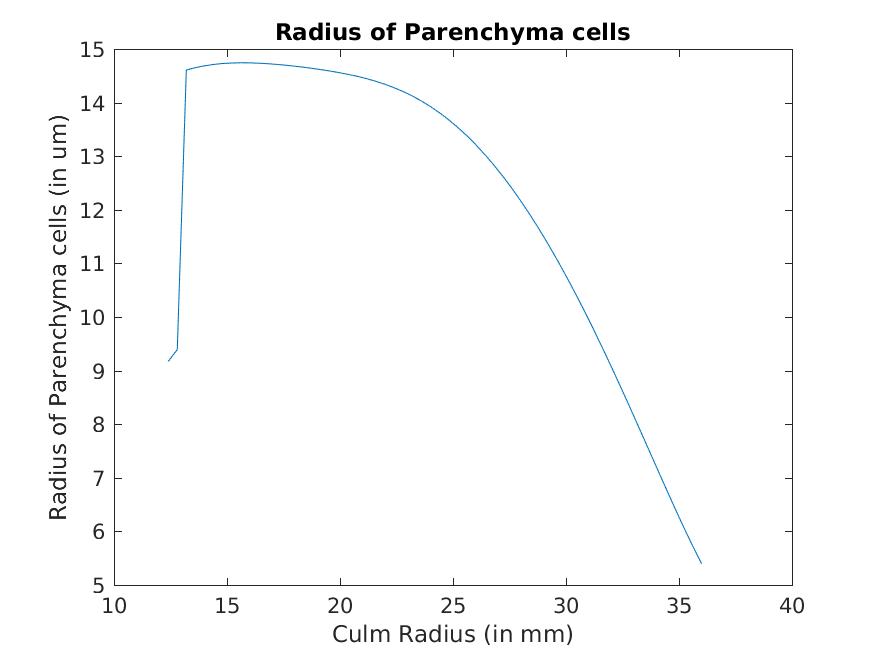 Radius of Parenchyma cells
Radius of Parenchyma cells (in um)
15
14
13
12
11
10
9
8
7
6
5
10 15 20 25 30 35 40
Culm Radius (in mm)